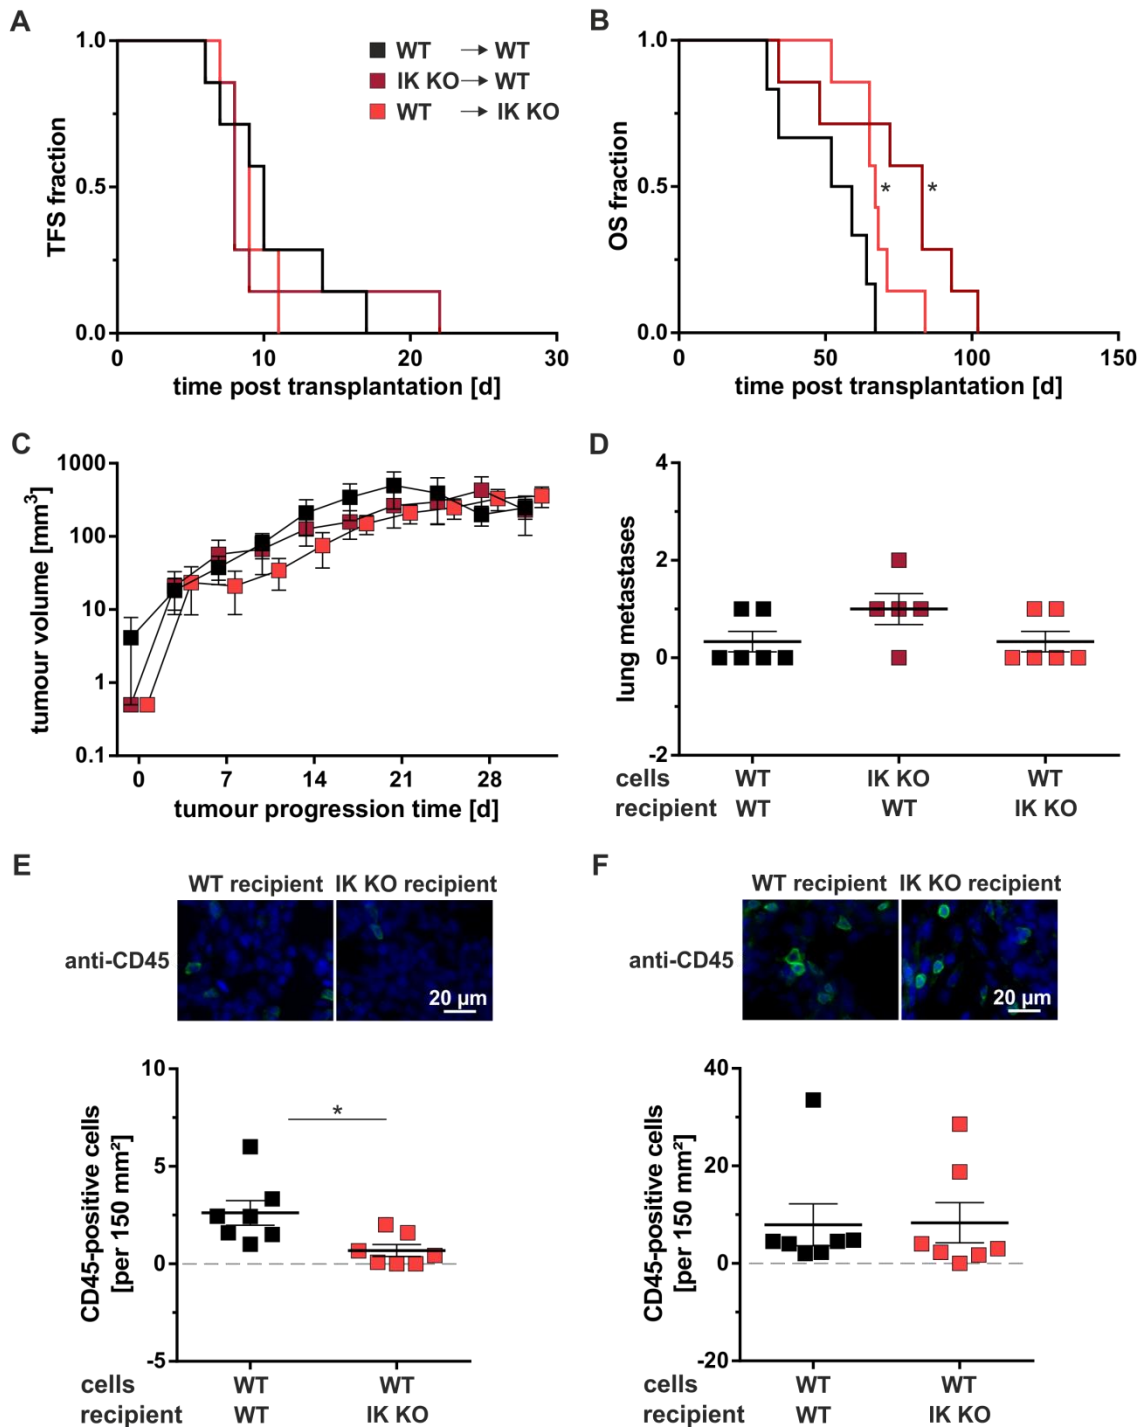 A
1.0
0.5
0.0
TFS fraction
WT → WT
IK KO → WT
WT → IK KO
0 10 20 30
time post transplantation [d]
B
1.0
0.5
0.0
OS fraction
* *
0 50 100 150
time post transplantation [d]
C
1000
100
10
1
0.1
tumour volume [mm³]
0 7 14 21 28
tumour progression time [d]
D
4
2
0
-2
lung metastases
cells WT IK KO WT
recipient WT WT IK KO
E
WT recipient IK KO recipient
anti-CD45
20 µm
10
5
0
-5
CD45-positive cells
[per 150 mm²]
*
cells WT WT
recipient WT IK KO
F
WT recipient IK KO recipient
anti-CD45
20 µm
40
20
0
-20
CD45-positive cells
[per 150 mm²]
cells WT WT
recipient WT IK KO